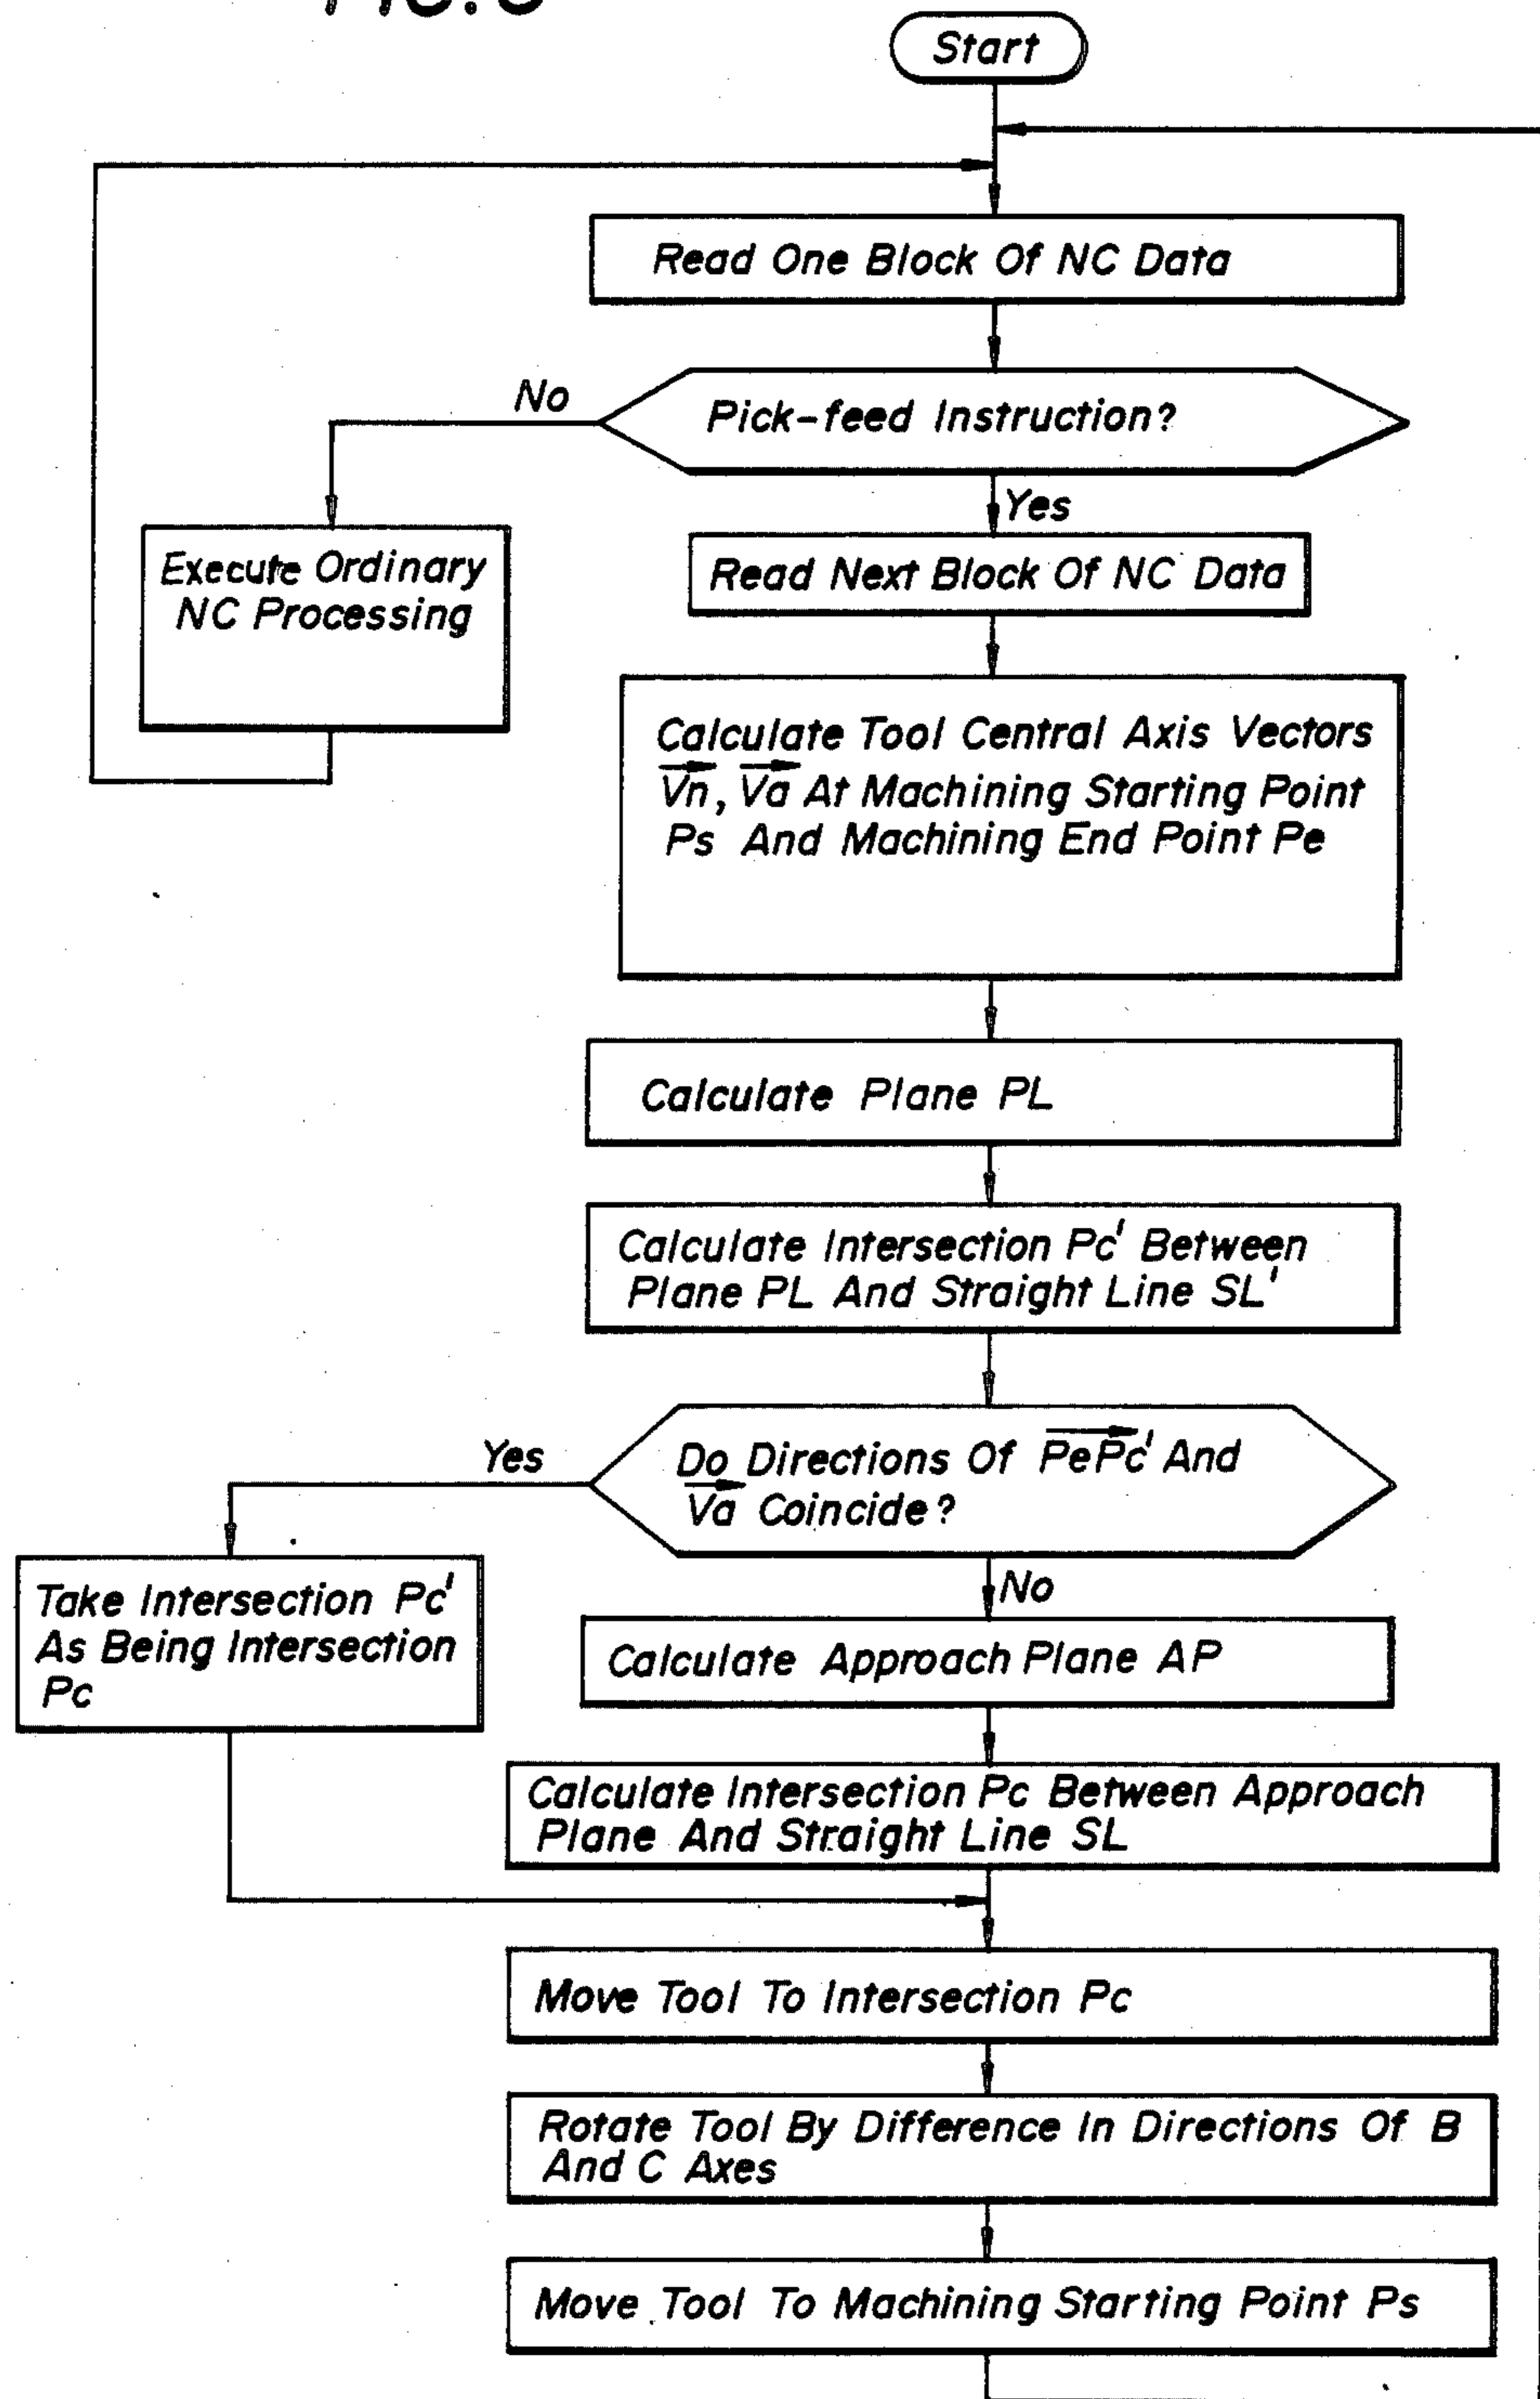 Start
Read One Block Of NC Data
No
Pick-feed Instruction?
Yes
Execute Ordinary
NC Processing
Read Next Block Of NC Data
Calculate Tool Central Axis Vectors
Vn, Va At Machining Starting Point
Ps And Machining End Point Pe
Calculate Plane PL
Calculate Intersection Pc' Between
Plane PL And Straight Line SL'
Yes
Do Directions Of PePc' And
Va Coincide?
No
Take Intersection Pc'
As Being Intersection
Pc
Calculate Approach Plane AP
Calculate Intersection Pc Between Approach
Plane And Straight Line SL
Move Tool To Intersection Pc
Rotate Tool By Difference In Directions Of B
And C Axes
Move Tool To Machining Starting Point Ps